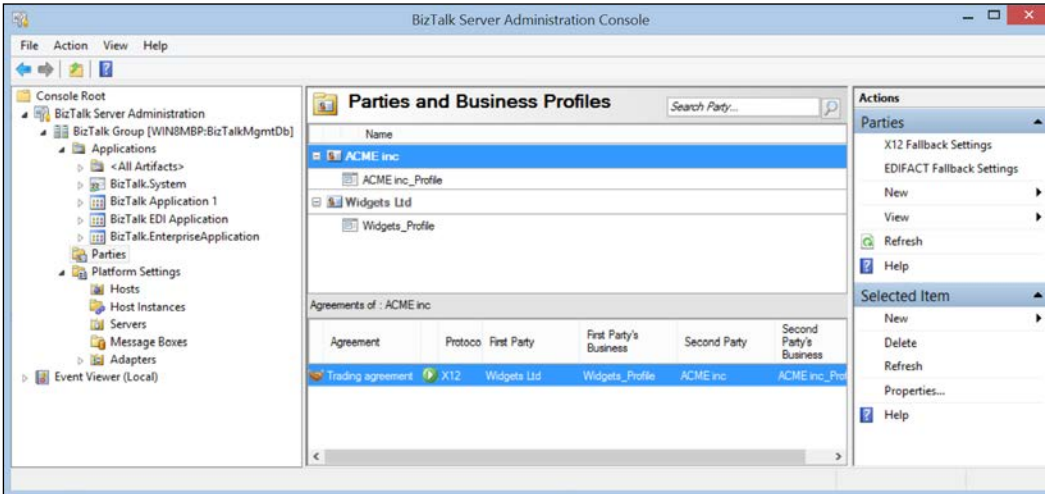 BizTalk Server Administration Console
File Action View Help
Console Root
BizTalk Server Administration
BizTalk Group [WIN8MBP:BizTalkMgmtDb]
Applications
<All Artifacts>
BizTalk.System
BizTalk Application 1
BizTalk EDI Application
BizTalk.EnterpriseApplication
Parties
Platform Settings
Hosts
Host Instances
Servers
Message Boxes
Adapters
Event Viewer (Local)
Parties and Business Profiles
Search Party...
Name
ACME inc
ACME inc_Profile
Widgets Ltd
Widgets_Profile
Agreements of : ACME inc
Agreement Protoco First Party First Party's Business Second Party Second Party's Business
Trading agreement X12 Widgets Ltd Widgets_Profile ACME inc ACME inc_Prof
Actions
Parties
X12 Fallback Settings
EDIFACT Fallback Settings
New
View
Refresh
Help
Selected Item
New
Delete
Refresh
Properties...
Help